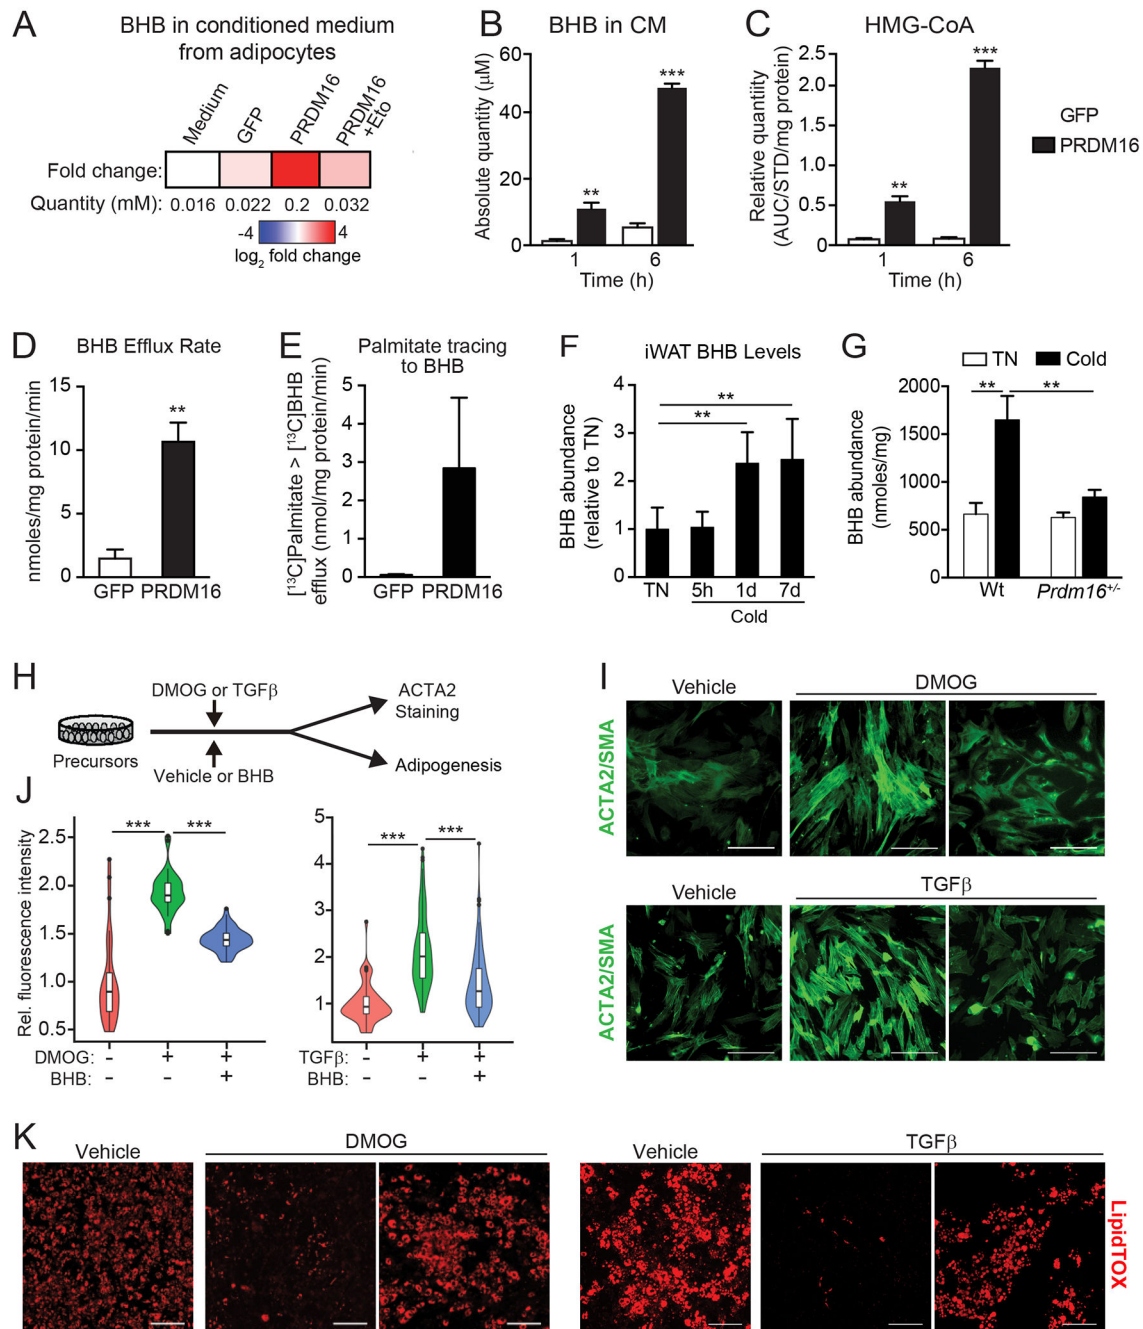 A
BHB in conditioned medium
from adipocytes
Medium
GFP
PRDM16
PRDM16
+Eto
Fold change:
Quantity (mM): 0.016 0.022 0.2 0.032
-4 4
log2 fold change
B
BHB in CM
Absolute quantity (μM)
60
40
20
0
**
***
1 6
Time (h)
C
HMG-CoA
Relative quantiity
(AUC/STD/mg protein)
2.5
2.0
1.5
1.0
0.5
0
**
***
1 6
Time (h)
GFP
PRDM16
D
BHB Efflux Rate
nmoles/mg protein/min
15
10
5
0
**
GFP PRDM16
E
Palmitate tracing
to BHB
[13C]Palmitate > [13C]BHB
efflux (nmol/mg protein/min)
5
4
3
2
1
0
GFP PRDM16
F
iWAT BHB Levels
BHB abundance
(relative to TN)
4
3
2
1
0
**
**
TN 5h 1d 7d
Cold
G
TN Cold
BHB abundance
(nmoles/mg)
2000
1500
1000
500
0
** **
Wt Prdm16+/-
H
DMOG or TGFβ
Precursors
Vehicle or BHB
ACTA2
Staining
Adipogenesis
I
Vehicle DMOG
ACTA2/SMA
Vehicle TGFβ
ACTA2/SMA
J
Rel. fluorescence intensity
2.5
2.0
1.5
1.0
0.5
*** ***
DMOG: - + +
BHB: - - +
5
4
3
2
1
*** ***
TGFβ: - + +
BHB: - - +
K
Vehicle DMOG
Vehicle TGFβ
LipidTOX